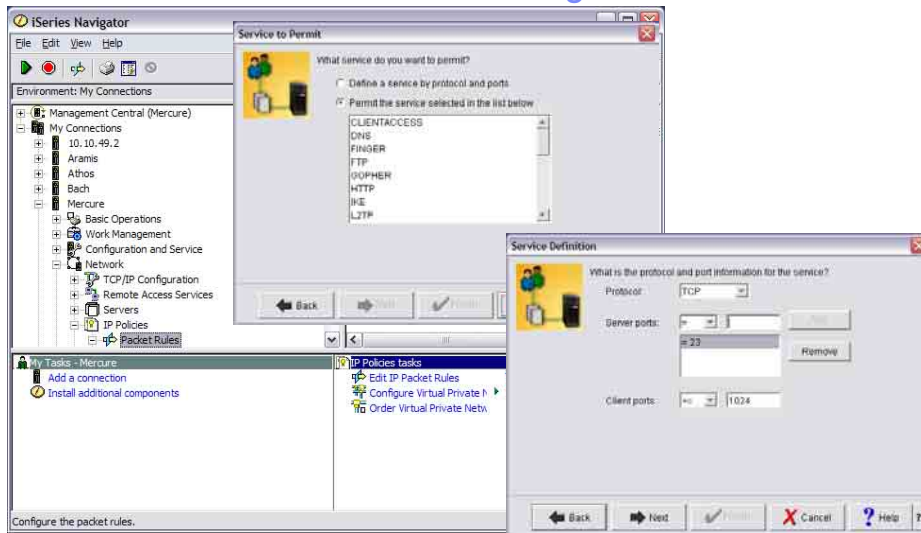 iSeries Navigator
File Edit View Help
Environment: My Connections
Management Central (Mercure)
My Connections
10.10.49.2
Aramis
Athos
Bach
Mercure
Basic Operations
Work Management
Configuration and Service
Network
TCP/IP Configuration
Remote Access Services
Servers
IP Policies
Packet Rules
My Tasks - Mercure
Add a connection
Install additional components
IP Policies tasks
Edit IP Packet Rules
Configure Virtual Private N
Order Virtual Private Netw
Configure the packet rules.
Service to Permit
What service do you want to permit?
Define a service by protocol and ports
Permit the service selected in the list below
CLIENTACCESS
DNS
FINGER
FTP
GOPHER
HTTP
IKE
L2TP
Back Next Finish
Service Definition
What is the protocol and port information for the service?
Protocol: TCP
Server ports: =
Add
= 23
Remove
Client ports: 1024
Back Next Finish Cancel ? Help ?